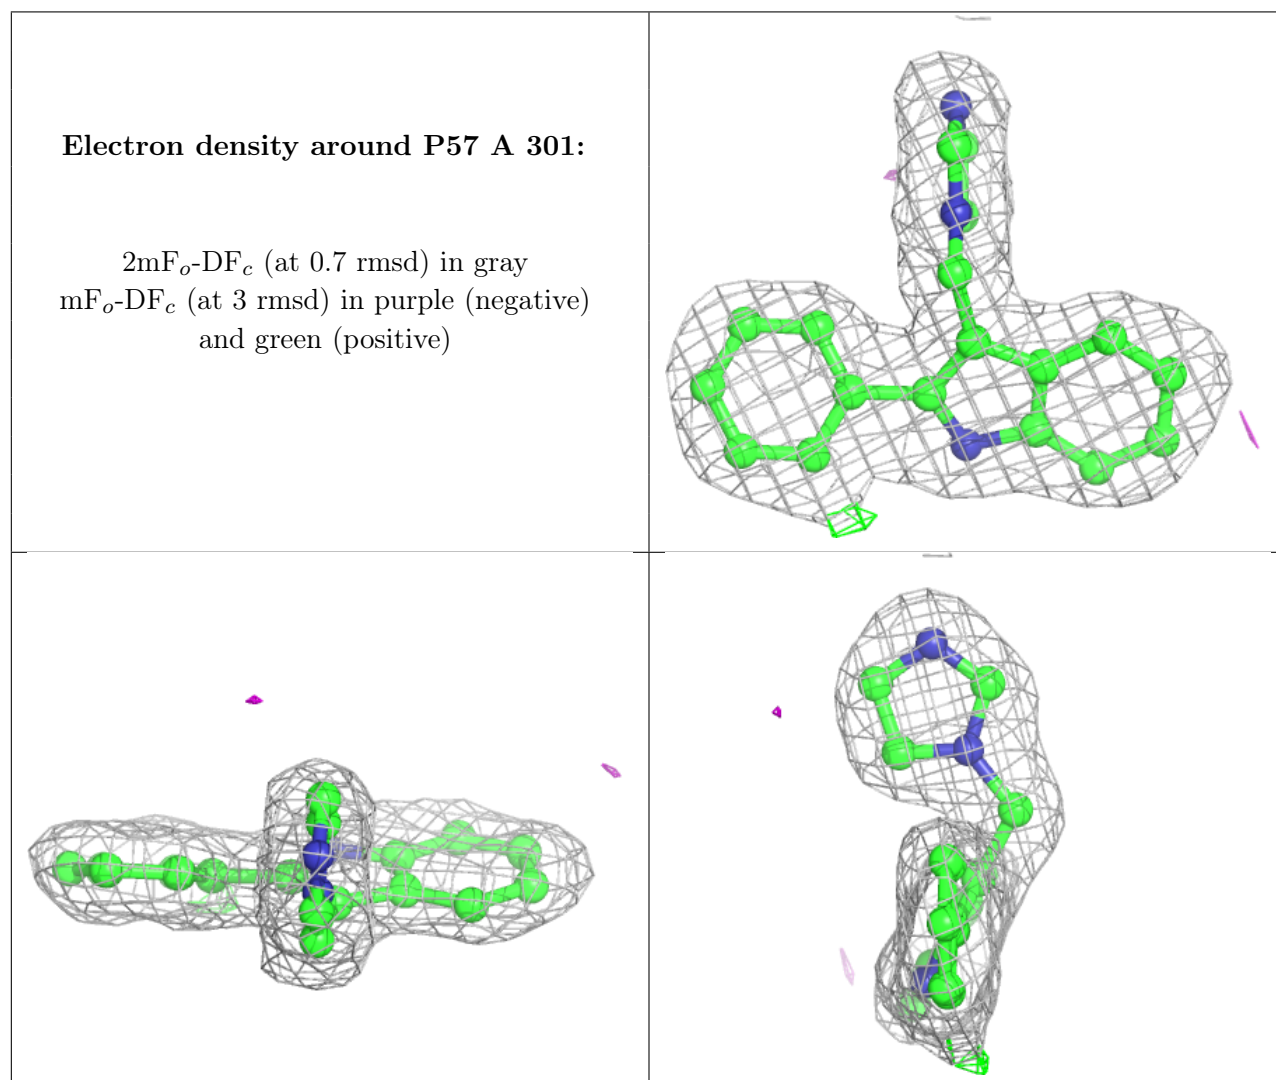 Electron density around P57 A 301:
2mFo-DFc (at 0.7 rmsd) in gray
mFo-DFc (at 3 rmsd) in purple (negative)
and green (positive)